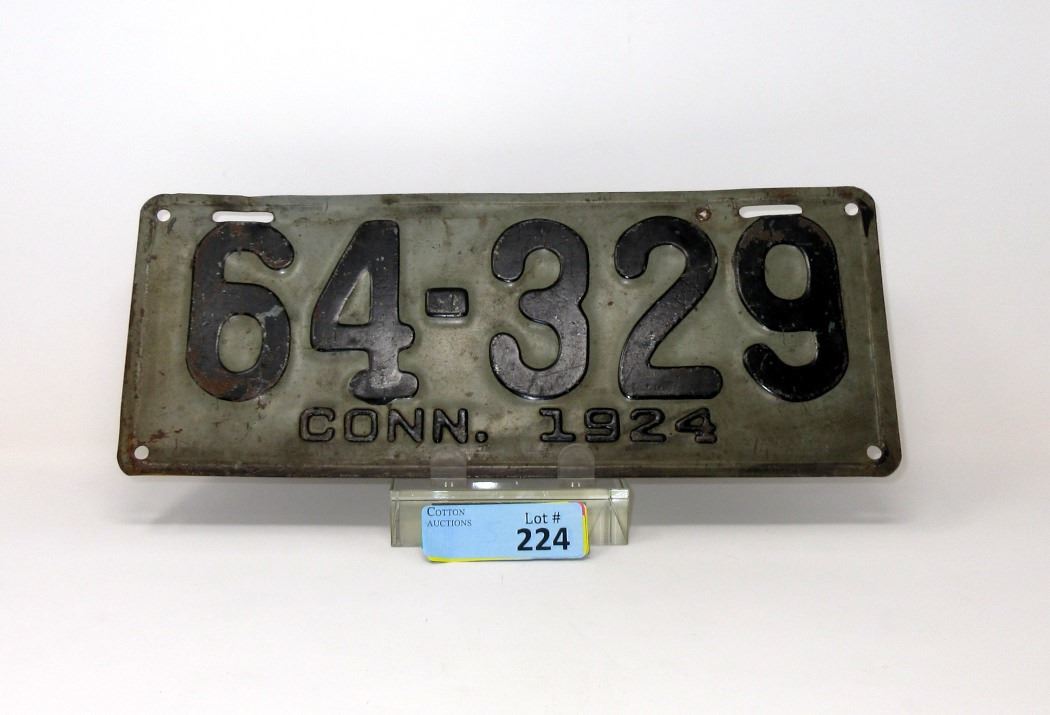 64-329
CONN. 1924
COTTON
AUCTIONS
Lot #
224